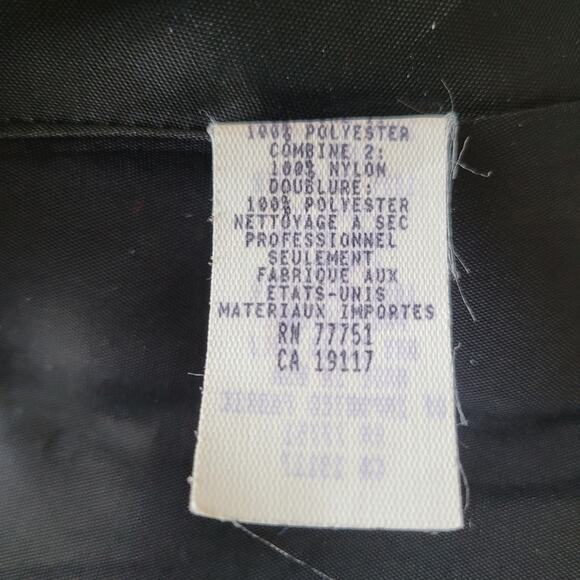 100% POLYESTER
COMBINE 2:
100% NYLON
DOUBLURE:
100% POLYESTER
NETTOYAGE A SEC
PROFESSIONNEL
SEULEMENT
FABRIQUE AUX
ETATS-UNIS
MATERIAUX IMPORTES
RN 77751
CA 19117